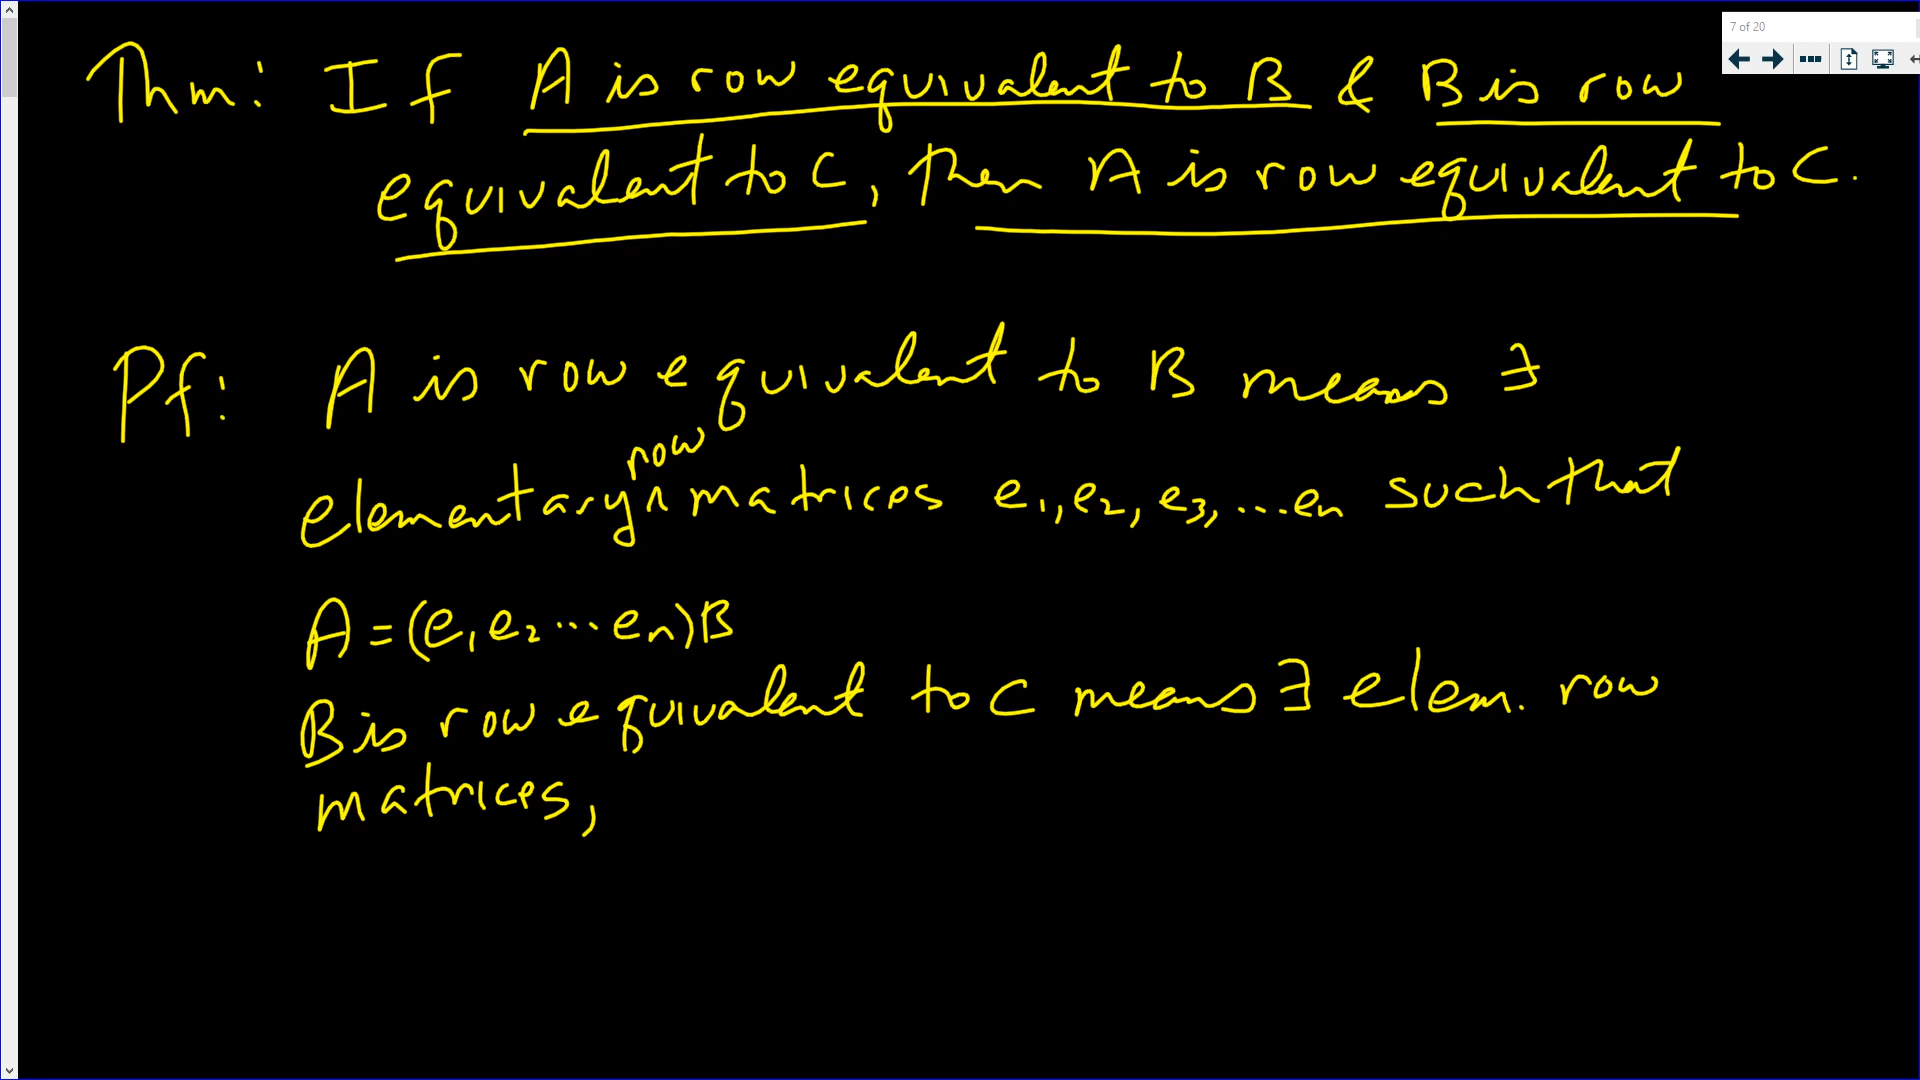 7 of 20
Thm: If A is row equivalent to B & B is row
equivalent to C, then A is row equivalent to C.
Pf: A is row equivalent to B means ∃
row
elementary ^ matrices e₁, e₂, e₃, ... eₙ such that
A = (e₁ e₂ ... eₙ)B
B is row equivalent to C means ∃ elem. row
matrices,